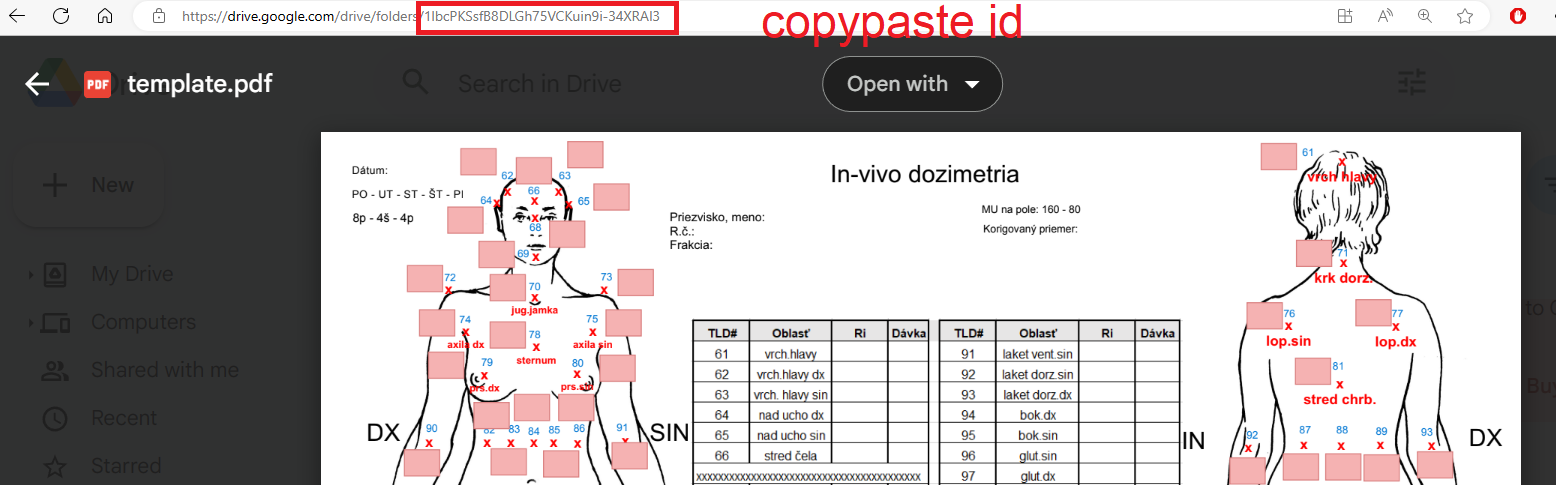 https://drive.google.com/drive/folders/1IbcPKSsfB8DLGh75VCKuin9i-34XRAI3
copypaste id
PDF template.pdf
Search in Drive
Open with
New
My Drive
Computers
Shared with me
Recent
Starred
Dátum:
PO - UT - ST - ŠT - PI
8p - 4š - 4p
In-vivo dozimetria
Priezvisko, meno:
R.č.:
Frakcia:
MU na pole: 160 - 80
Korigovaný priemer:
62
63
66
64
65
68
69
72
70
73
jug.jamka
74
78
75
axila dx
axila sin
sternum
79
80
prs.dx
prs.sin
DX
SIN
90
82
83
84
85
86
91
TLD# Oblasť Ri Dávka
61 vrch.hlavy
62 vrch.hlavy dx
63 vrch. hlavy sin
64 nad ucho dx
65 nad ucho sin
66 stred čela
TLD# Oblasť Ri Dávka
91 laket vent.sin
92 laket dorz.sin
93 laket dorz.dx
94 bok.dx
95 bok.sin
96 glut.sin
97 glut.dx
61
vrch hlavy
71
krk dorz.
76
77
lop.sin
lop.dx
81
stred chrb.
IN
DX
92
87
88
89
93
to
Buy